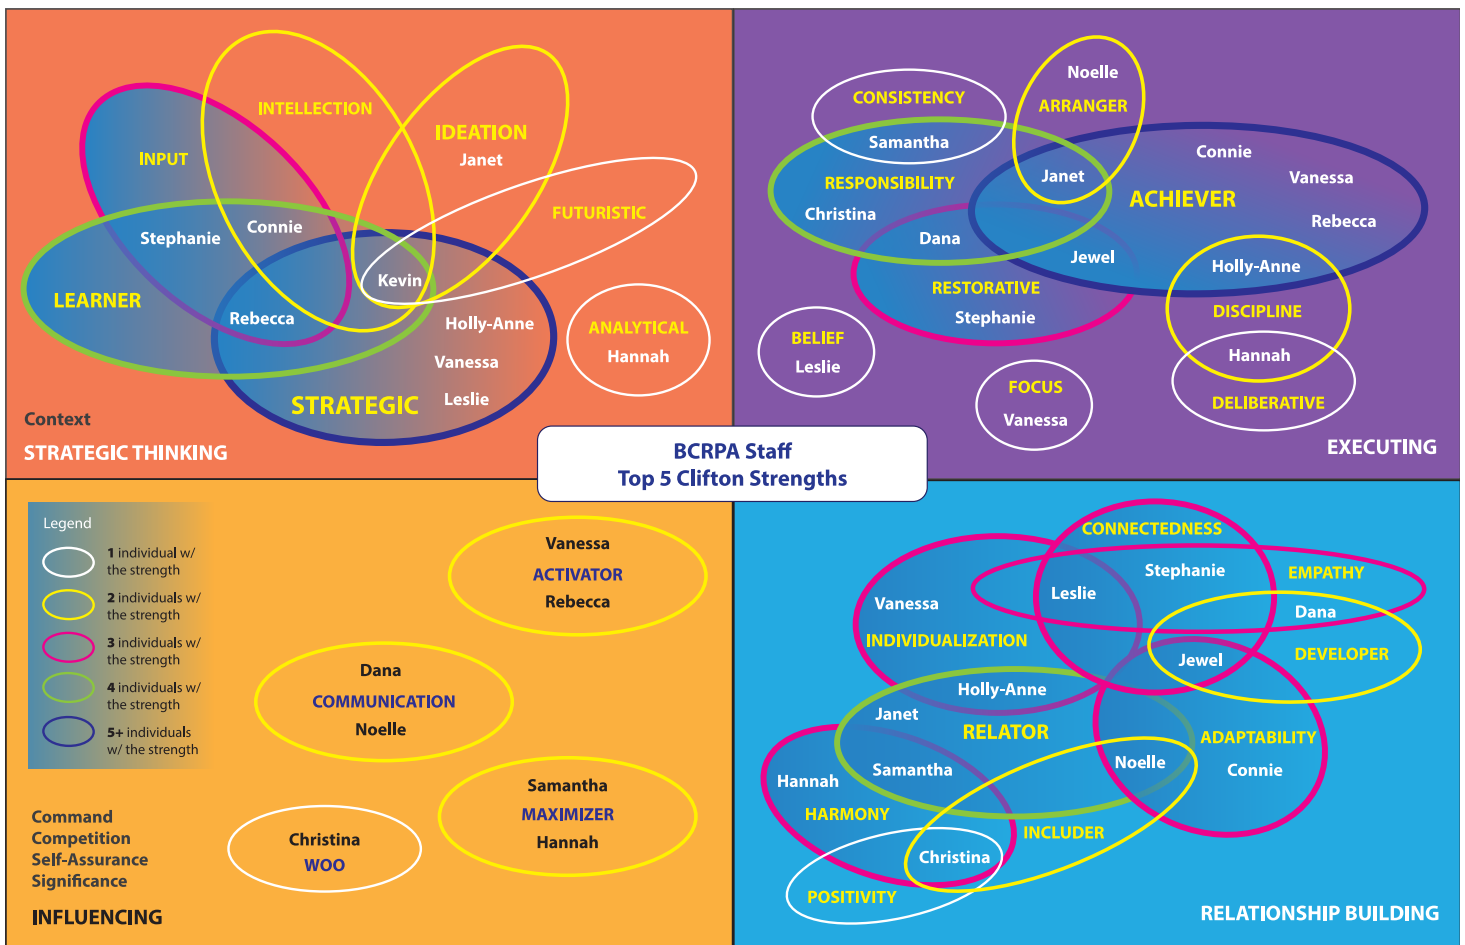 INTELLECTION
IDEATION
Janet
INPUT
FUTURISTIC
Stephanie
Connie
Kevin
LEARNER
Rebecca
Holly-Anne
ANALYTICAL
Hannah
Vanessa
STRATEGIC
Leslie
Context
STRATEGIC THINKING
Noelle
CONSISTENCY
ARRANGER
Samantha
Connie
RESPONSIBILITY
Janet
Vanessa
ACHIEVER
Christina
Rebecca
Dana
Jewel
Holly-Anne
RESTORATIVE
DISCIPLINE
Stephanie
BELIEF
Hannah
Leslie
FOCUS
DELIBERATIVE
Vanessa
EXECUTING
BCRPA Staff
Top 5 Clifton Strengths
Legend
1 individual w/
the strength
2 individuals w/
the strength
3 individuals w/
the strength
4 individuals w/
the strength
5+ individuals
w/ the strength
Vanessa
ACTIVATOR
Rebecca
Dana
COMMUNICATION
Noelle
Samantha
MAXIMIZER
Hannah
Christina
WOO
Command
Competition
Self-Assurance
Significance
INFLUENCING
CONNECTEDNESS
Stephanie
EMPATHY
Leslie
Vanessa
Dana
INDIVIDUALIZATION
Jewel
DEVELOPER
Holly-Anne
Janet
RELATOR
ADAPTABILITY
Noelle
Connie
Samantha
Hannah
HARMONY
INCLUDER
Christina
POSITIVITY
RELATIONSHIP BUILDING